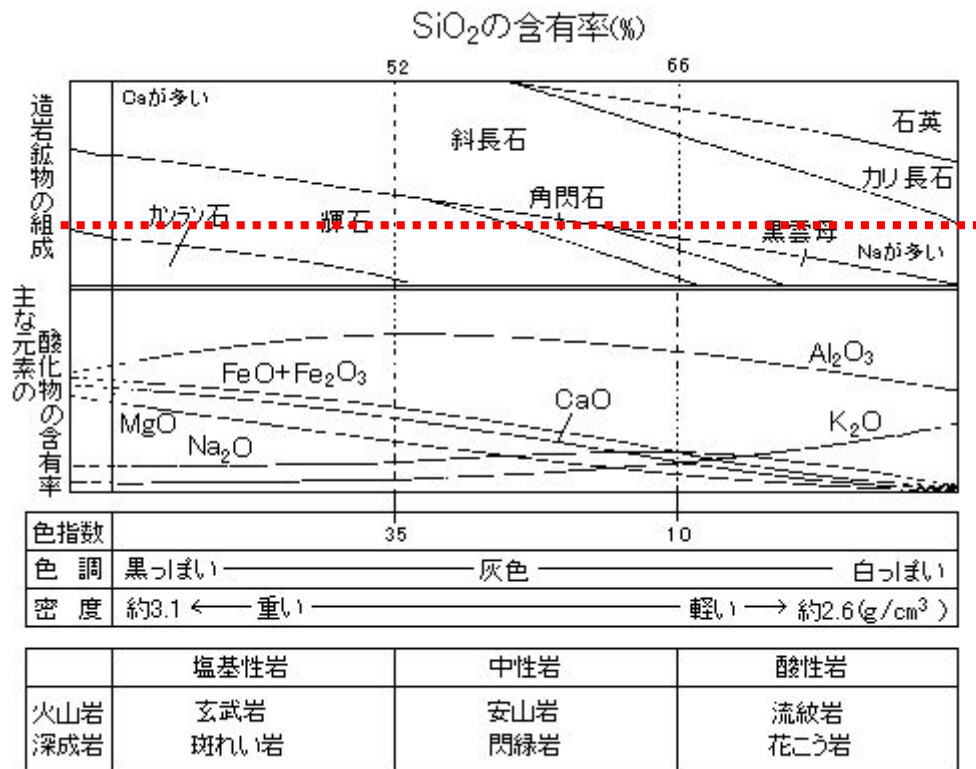 SiO2の含有率(%)
52 66
造岩鉱物の組成
Caが多い
石英
斜長石
カリ長石
角閃石
カンラン石 輝石
黒雲母
Naが多い
主な元素の
酸化物の含有率
Al2O3
FeO+Fe2O3
CaO
MgO
K2O
Na2O
色指数 35 10
色調 黒っぽい 灰色 白っぽい
密度 約3.1 ← 重い 軽い → 約2.6(g/cm3)
塩基性岩 中性岩 酸性岩
火山岩 玄武岩 安山岩 流紋岩
深成岩 斑れい岩 閃緑岩 花こう岩